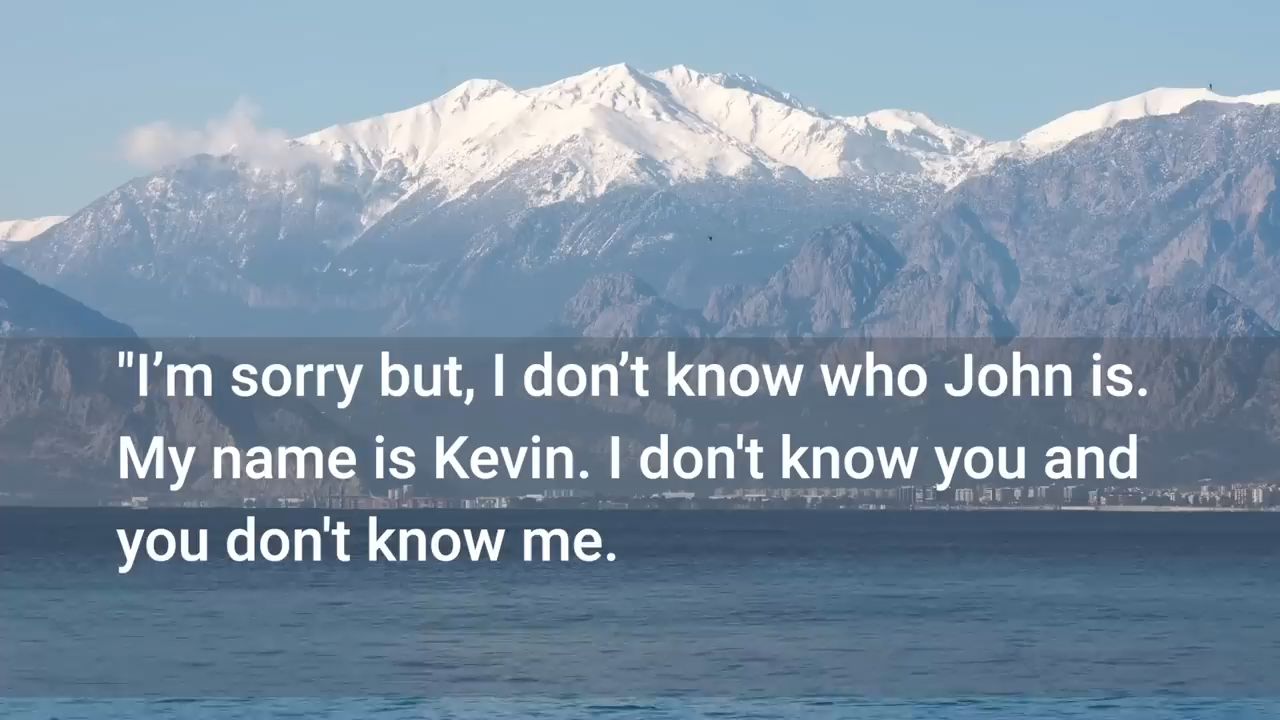 "I’m sorry but, I don’t know who John is.
My name is Kevin. I don't know you and
you don't know me.